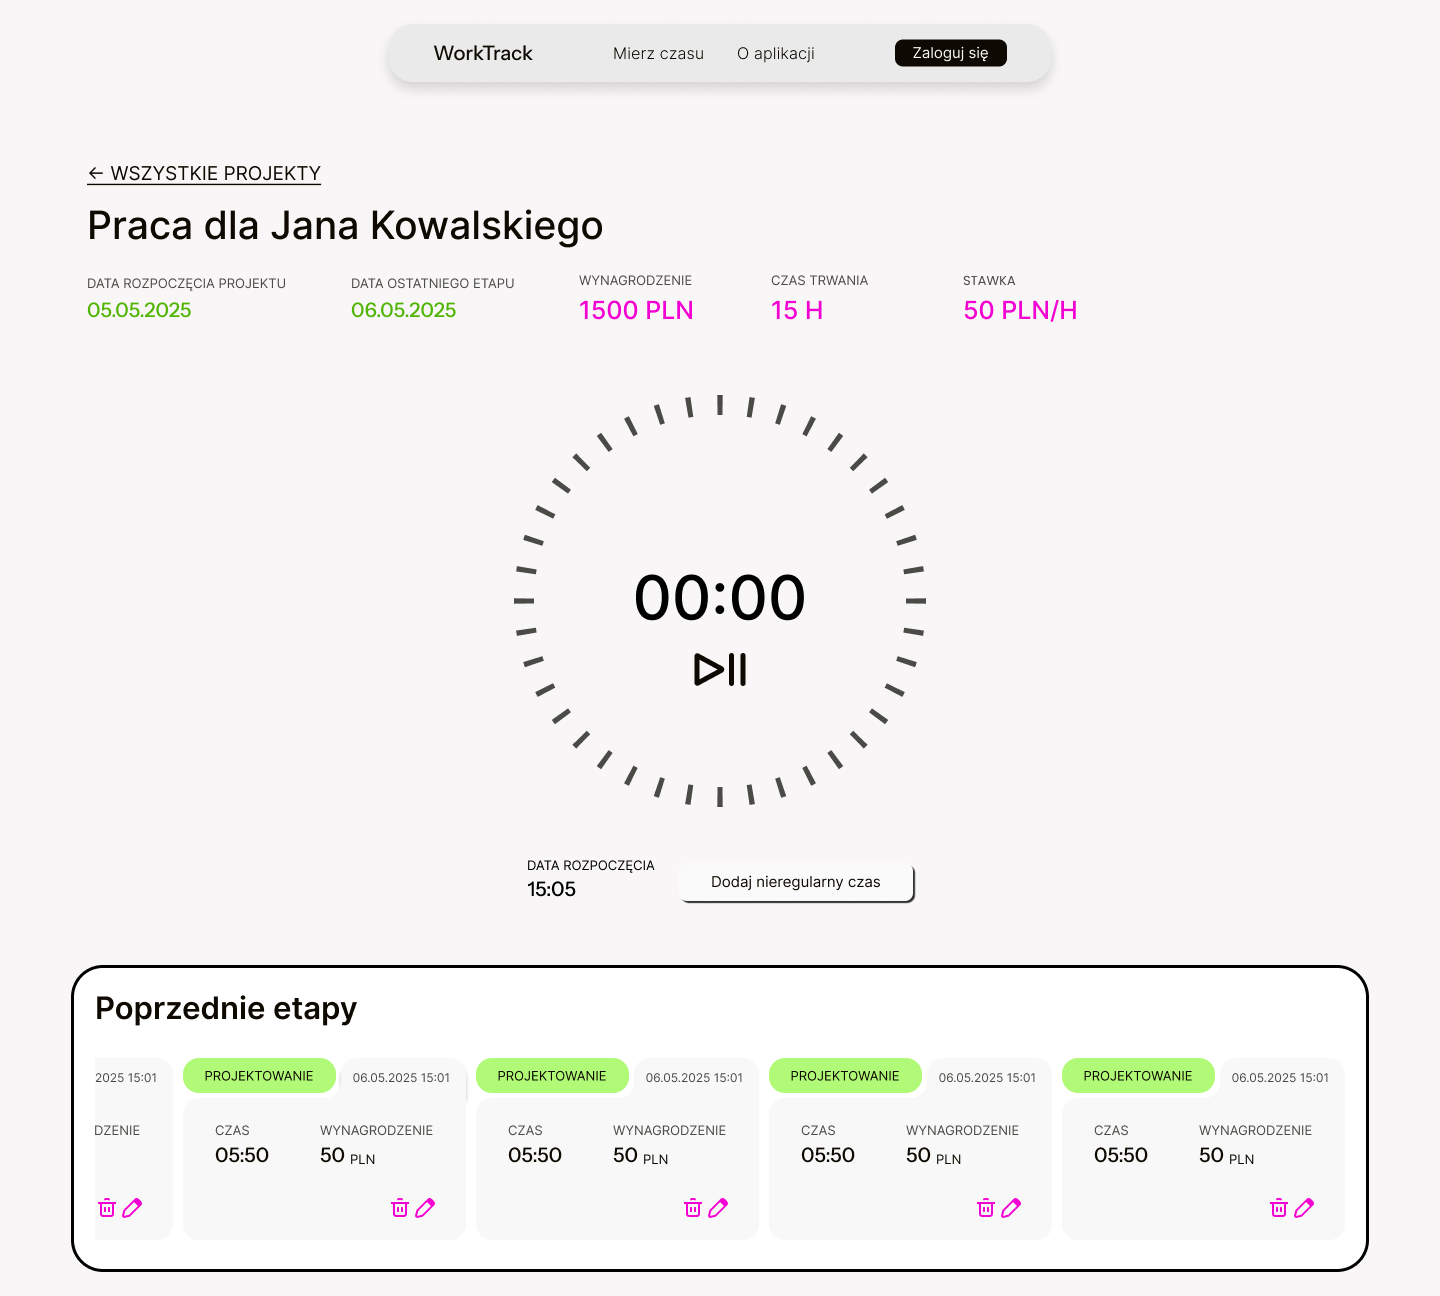 WorkTrack
Mierz czasu
O aplikacji
Zaloguj się
← WSZYSTKIE PROJEKTY
Praca dla Jana Kowalskiego
DATA ROZPOCZĘCIA PROJEKTU
05.05.2025
DATA OSTATNIEGO ETAPU
06.05.2025
WYNAGRODZENIE
1500 PLN
CZAS TRWANIA
15 H
STAWKA
50 PLN/H
00:00
DATA ROZPOCZĘCIA
15:05
Dodaj nieregularny czas
Poprzednie etapy
2025 15:01
DZENIE
PROJEKTOWANIE
06.05.2025 15:01
CZAS
05:50
WYNAGRODZENIE
50 PLN
PROJEKTOWANIE
06.05.2025 15:01
CZAS
05:50
WYNAGRODZENIE
50 PLN
PROJEKTOWANIE
06.05.2025 15:01
CZAS
05:50
WYNAGRODZENIE
50 PLN
PROJEKTOWANIE
06.05.2025 15:01
CZAS
05:50
WYNAGRODZENIE
50 PLN